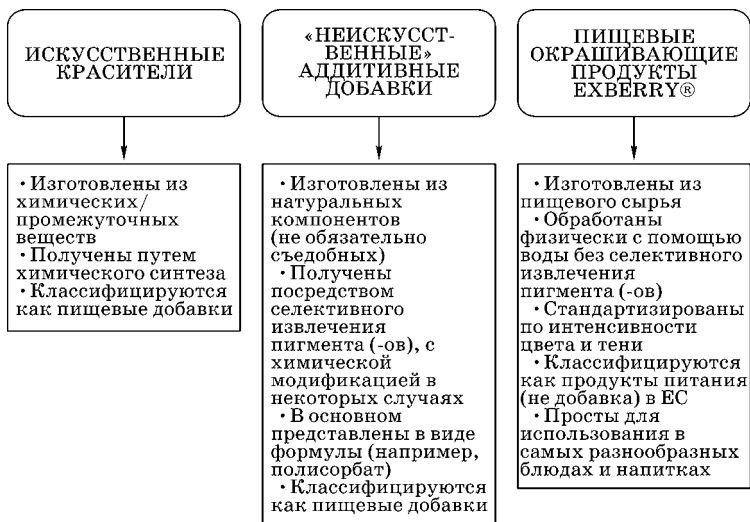 ИСКУССТВЕННЫЕ
КРАСИТЕЛИ
«НЕИСКУССТ-
ВЕННЫЕ»
АДДИТИВНЫЕ
ДОБАВКИ
ПИЩЕВЫЕ
ОКРАШИВАЮЩИЕ
ПРОДУКТЫ
EXBERRY®
· Изготовлены из
химических/
промежуточных
веществ
· Получены путем
химического синтеза
· Классифицируются
как пищевые добавки
· Изготовлены из
натуральных
компонентов
(не обязательно
съедобных)
· Получены
посредством
селективного
извлечения
пигмента (-ов), с
химической
модификацией в
некоторых случаях
· В основном
представлены в виде
формулы (например,
полисорбат)
· Классифицируются
как пищевые добавки
· Изготовлены из
пищевого сырья
· Обработаны
физически с помощью
воды без селективного
извлечения
пигмента (-ов)
· Стандартизированы
по интенсивности
цвета и тени
· Классифицируются
как продукты питания
(не добавка) в ЕС
· Просты для
использования в
самых разнообразных
блюдах и напитках